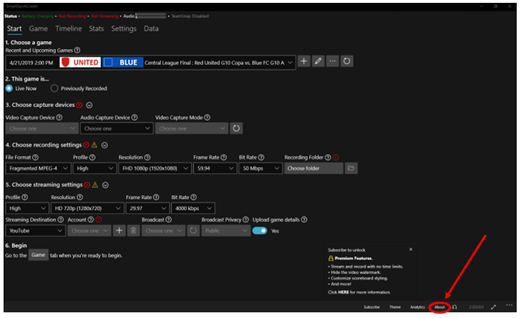 Status • Battery Charging • Not Recording • Not Streaming • Audio • TeamSnap Disabled
Start Game Timeline Stats Settings Data
1. Choose a game
Recent and Upcoming Games
4/21/2019 2:00 PM UNITED BLUE Central League Final : Red United G10 Copa vs. Blue FC G10 A
2. This game is...
Live Now Previously Recorded
3. Choose capture devices
Video Capture Device Audio Capture Device Video Capture Mode
Choose one Choose one Choose one
4. Choose recording settings
File Format Profile Resolution Frame Rate Bit Rate Recording Folder
Fragmented MPEG-4 High FHD 1080p (1920x1080) 59.94 50 Mbps Choose folder
5. Choose streaming settings
Profile Resolution Frame Rate Bit Rate
High HD 720p (1280x720) 29.97 4000 kbps
Streaming Destination Account Broadcast Broadcast Privacy Upload game details
YouTube Choose one Choose one Public Yes
6. Begin
Go to the Game tab when you're ready to begin.
Subscribe to unlock
Premium Features.
• Stream and record with no time limits.
• Hide the video watermark.
• Customize scoreboard styling.
• And more!
Click HERE for more information.
Subscribe Theme Analytics About